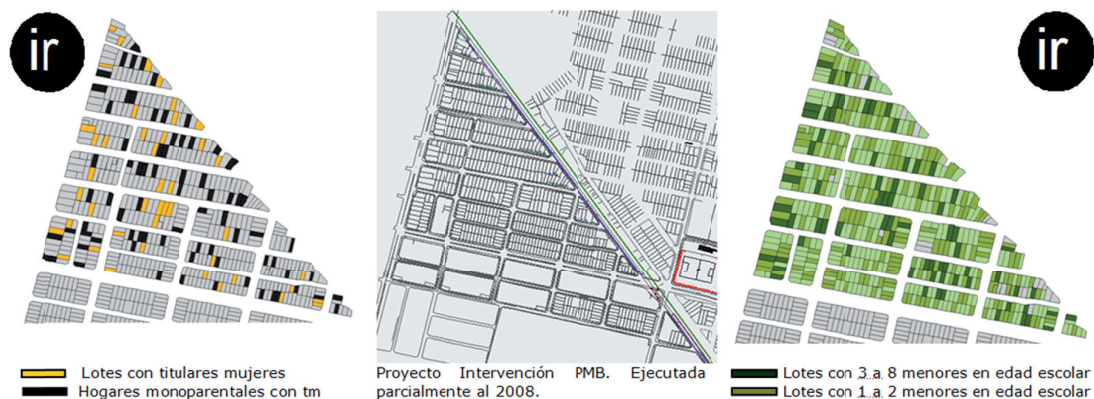 ir
ir
Lotes con titulares mujeres
Hogares monoparentales con tm
Proyecto Intervención PMB. Ejecutada
parcialmente al 2008.
Lotes con 3 a 8 menores en edad escolar
Lotes con 1 a 2 menores en edad escolar